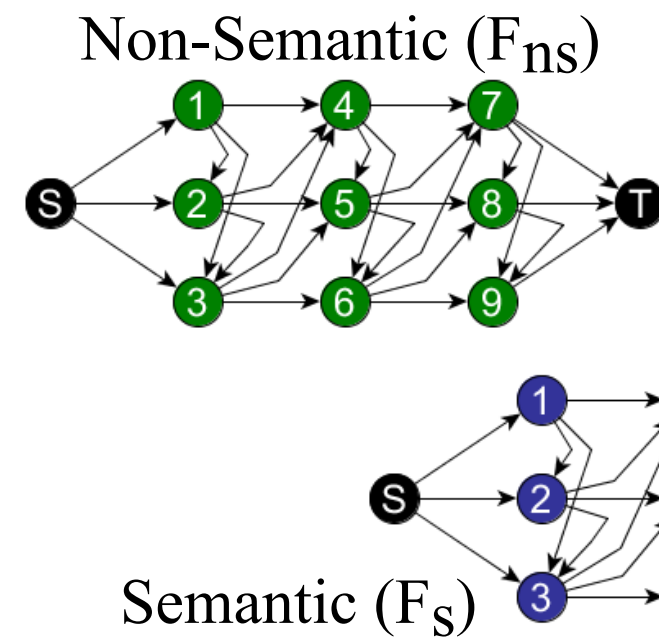 Non-Semantic (Fns)
1 4 7
S 2 5 8 T
3 6 9
1
S 2
3
Semantic (Fs)